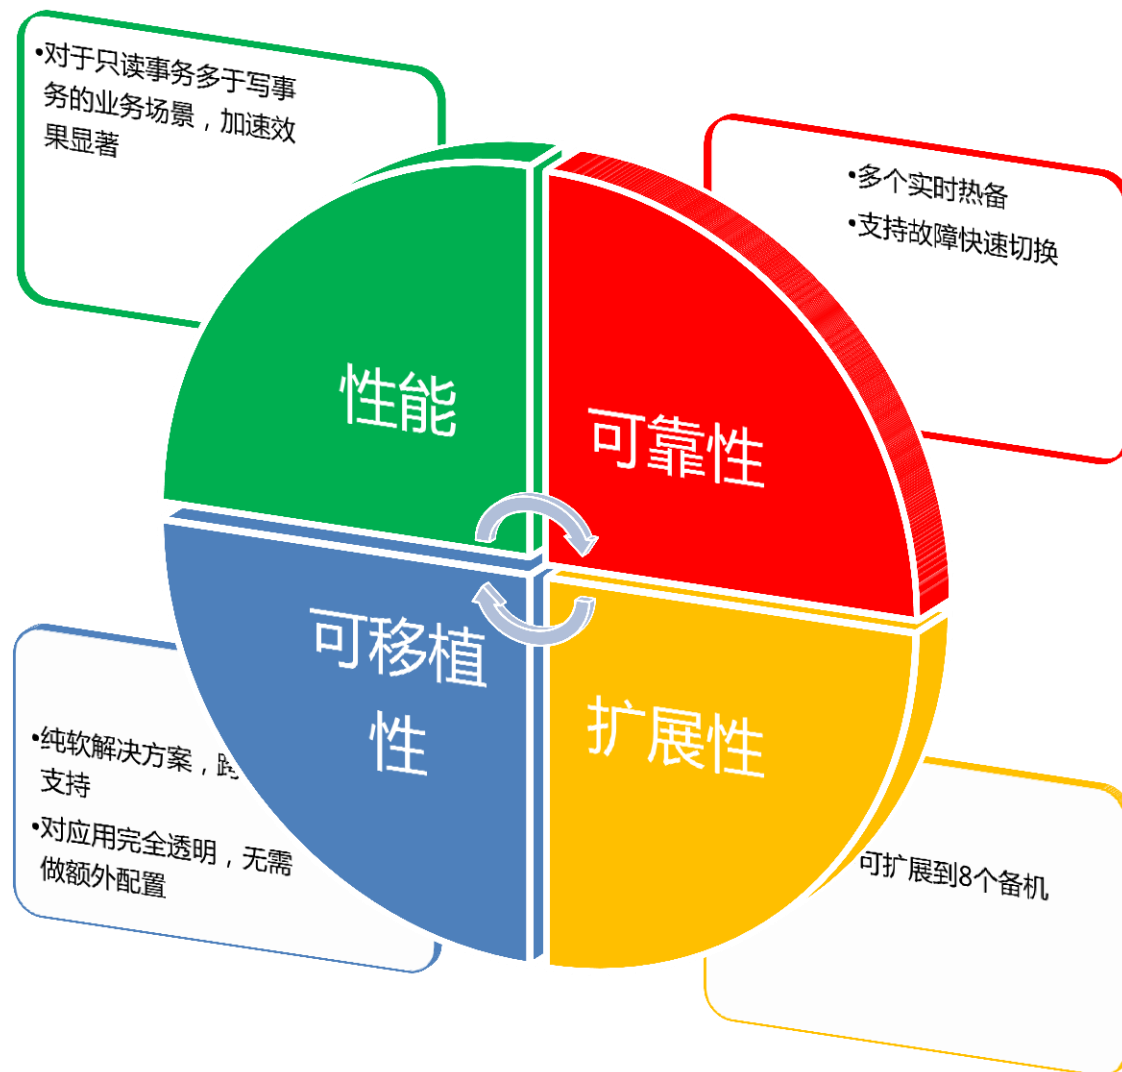 •对于只读事务多于写事
务的业务场景，加速效
果显著
•多个实时热备
•支持故障快速切换
性能
可靠性
可移植
性
扩展性
•纯软解决方案，跨
支持
•对应用完全透明，无需
做额外配置
可扩展到8个备机